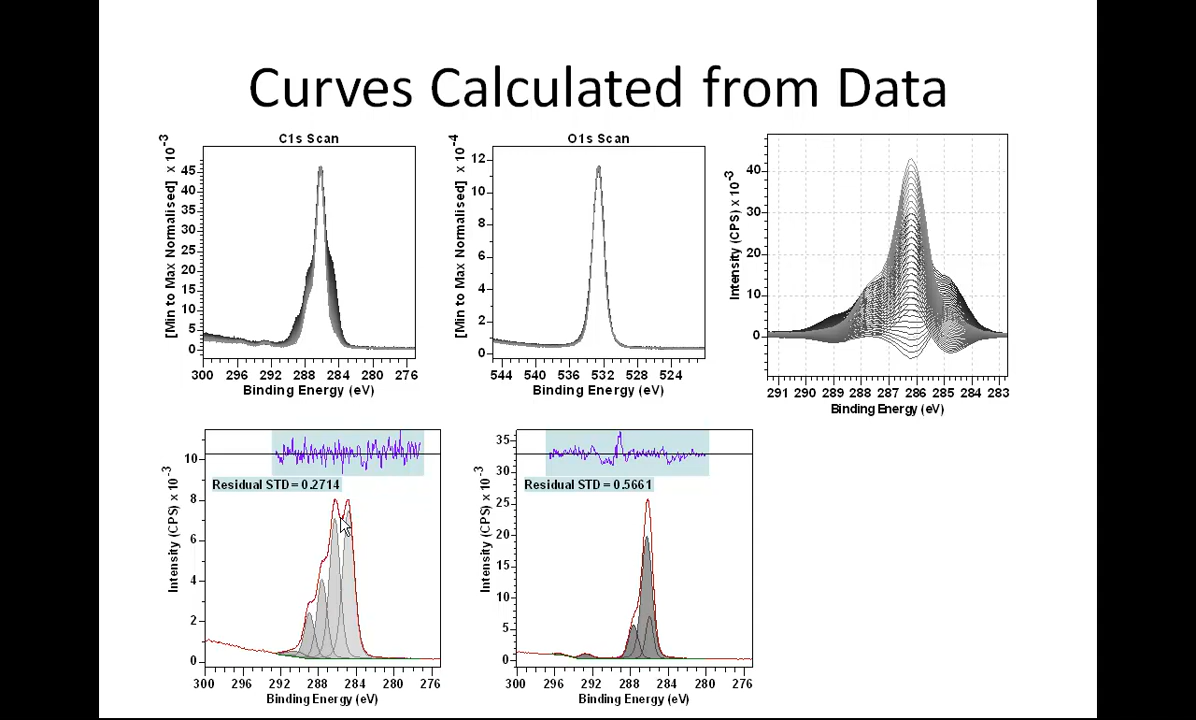 Curves Calculated from Data
C1s Scan
[Min to Max Normalised] x 10-3
45
40
35
30
25
20
15
10
5
0
300 296 292 288 284 280 276
Binding Energy (eV)
O1s Scan
[Min to Max Normalised] x 10-4
12
10
8
6
4
2
0
544 540 536 532 528 524
Binding Energy (eV)
Intensity (CPS) x 10-3
40
30
20
10
0
291 290 289 288 287 286 285 284 283
Binding Energy (eV)
Intensity (CPS) x 10-3
10
Residual STD = 0.2714
8
6
4
2
0
300 296 292 288 284 280 276
Binding Energy (eV)
Intensity (CPS) x 10-3
35
30
Residual STD = 0.5661
25
20
15
10
5
0
300 296 292 288 284 280 276
Binding Energy (eV)